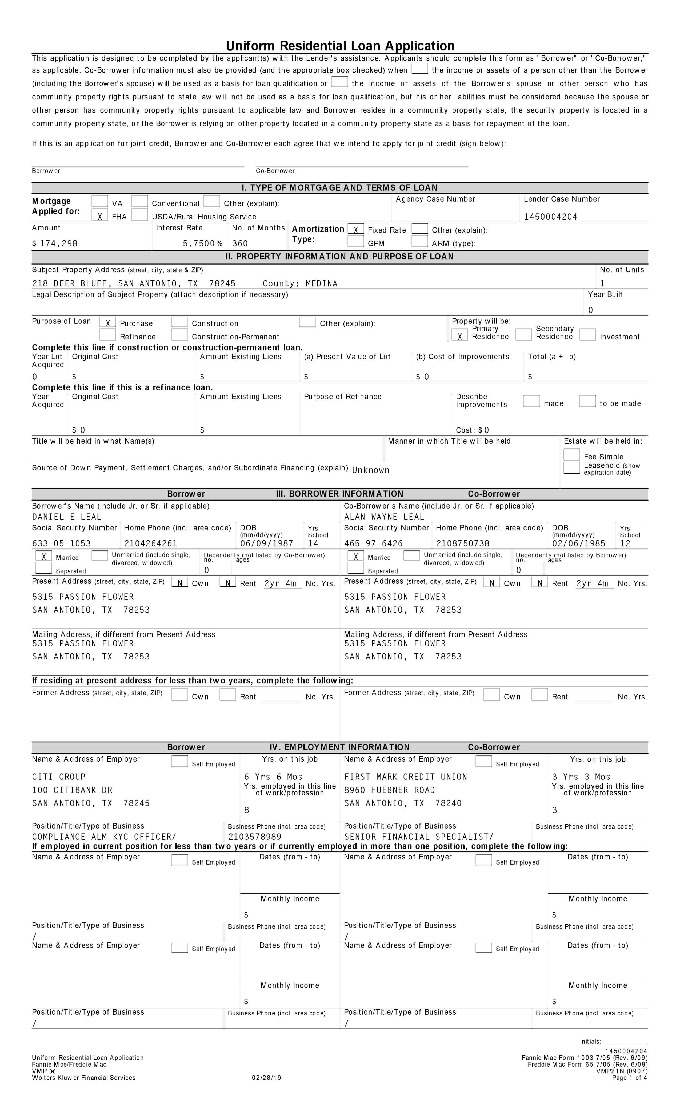 Uniform Residential Loan Application
This application is designed to be completed by the applicant(s) with the Lender's assistance. Applicants should complete this form as "Borrower" or "Co-Borrower,"
as applicable. Co-Borrower information must also be provided (and the appropriate box checked) when the income or assets of a person other than the Borrower
(including the Borrower's spouse) will be used as a basis for loan qualification or the income or assets of the Borrower's spouse or other person who has
community property rights pursuant to state law will not be used as a basis for loan qualification, but his or her liabilities must be considered because the spouse or
other person has community property rights pursuant to applicable law and Borrower resides in a community property state, the security property is located in a
community property state, or the Borrower is relying on other property located in a community property state as a basis for repayment of the loan.
If this is an application for joint credit, Borrower and Co-Borrower each agree that we intend to apply for joint credit (sign below):
Borrower Co-Borrower
I. TYPE OF MORTGAGE AND TERMS OF LOAN
Mortgage Applied for: VA Conventional Other (explain): Agency Case Number Lender Case Number
X FHA USDA/Rural Housing Service 1450004204
Amount Interest Rate No. of Months Amortization Type: X Fixed Rate Other (explain):
$ 174,298 5.7500 % 360 GPM ARM (type):
II. PROPERTY INFORMATION AND PURPOSE OF LOAN
Subject Property Address (street, city, state & ZIP) No. of Units
218 DEER BLUFF, SAN ANTONIO, TX 78245 County: MEDINA 1
Legal Description of Subject Property (attach description if necessary) Year Built
0
Purpose of Loan X Purchase Construction Other (explain): Property will be:
Refinance Construction-Permanent X Primary Residence Secondary Residence Investment
Complete this line if construction or construction-permanent loan.
Year Lot Acquired Original Cost Amount Existing Liens (a) Present Value of Lot (b) Cost of Improvements Total (a + b)
0 $ $ $ $ 0 $
Complete this line if this is a refinance loan.
Year Acquired Original Cost Amount Existing Liens Purpose of Refinance Describe Improvements made to be made
$ 0 $ Cost: $ 0
Title will be held in what Name(s) Manner in which Title will be held Estate will be held in:
Fee Simple
Source of Down Payment, Settlement Charges, and/or Subordinate Financing (explain) Unknown Leasehold (show expiration date)
Borrower III. BORROWER INFORMATION Co-Borrower
Borrower's Name (include Jr. or Sr. if applicable) Co-Borrower's Name (include Jr. or Sr. if applicable)
DANIEL E LEAL ALAN WAYNE LEAL
Social Security Number Home Phone (incl. area code) DOB (mm/dd/yyyy) Yrs. School Social Security Number Home Phone (incl. area code) DOB (mm/dd/yyyy) Yrs. School
633-05-1053 2104264261 06/09/1987 14 465-97-6426 2108750738 02/06/1985 12
X Married Unmarried (include single, divorced, widowed) Dependents (not listed by Co-Borrower) no. ages X Married Unmarried (include single, divorced, widowed) Dependents (not listed by Borrower) no. ages
Separated 0 Separated 0
Present Address (street, city, state, ZIP) N Own N Rent 2yr 4m No. Yrs. Present Address (street, city, state, ZIP) N Own N Rent 2yr 4m No. Yrs.
5315 PASSION FLOWER 5315 PASSION FLOWER
SAN ANTONIO, TX 78253 SAN ANTONIO, TX 78253
Mailing Address, if different from Present Address Mailing Address, if different from Present Address
5315 PASSION FLOWER 5315 PASSION FLOWER
SAN ANTONIO, TX 78253 SAN ANTONIO, TX 78253
If residing at present address for less than two years, complete the following:
Former Address (street, city, state, ZIP) Own Rent No. Yrs. Former Address (street, city, state, ZIP) Own Rent No. Yrs.
Borrower IV. EMPLOYMENT INFORMATION Co-Borrower
Name & Address of Employer Self Employed Yrs. on this job Name & Address of Employer Self Employed Yrs. on this job
CITI GROUP 6 Yrs 6 Mos FIRST MARK CREDIT UNION 3 Yrs 3 Mos
100 CITIBANK DR Yrs. employed in this line of work/profession 8960 HUEBNER ROAD Yrs. employed in this line of work/profession
SAN ANTONIO, TX 78245 8 SAN ANTONIO, TX 78240 3
Position/Title/Type of Business Business Phone (incl. area code) Position/Title/Type of Business Business Phone (incl. area code)
COMPLIANCE ALM KYC OFFICER/ 2103578989 SENIOR FINANCIAL SPECIALIST/
If employed in current position for less than two years or if currently employed in more than one position, complete the following:
Name & Address of Employer Self Employed Dates (from - to) Name & Address of Employer Self Employed Dates (from - to)
Monthly Income Monthly Income
$ $
Position/Title/Type of Business Business Phone (incl. area code) Position/Title/Type of Business Business Phone (incl. area code)
/ /
Name & Address of Employer Self Employed Dates (from - to) Name & Address of Employer Self Employed Dates (from - to)
Monthly Income Monthly Income
$ $
Position/Title/Type of Business Business Phone (incl. area code) Position/Title/Type of Business Business Phone (incl. area code)
/ /
Initials:
1450004204
Uniform Residential Loan Application Fannie Mae Form 1003 7/05 (Rev. 6/09)
Fannie Mae/Freddie Mac Freddie Mac Form 65 7/05 (Rev. 6/09)
VMP ® VMP21N (0907)
Wolters Kluwer Financial Services 02/28/19 Page 1 of 4